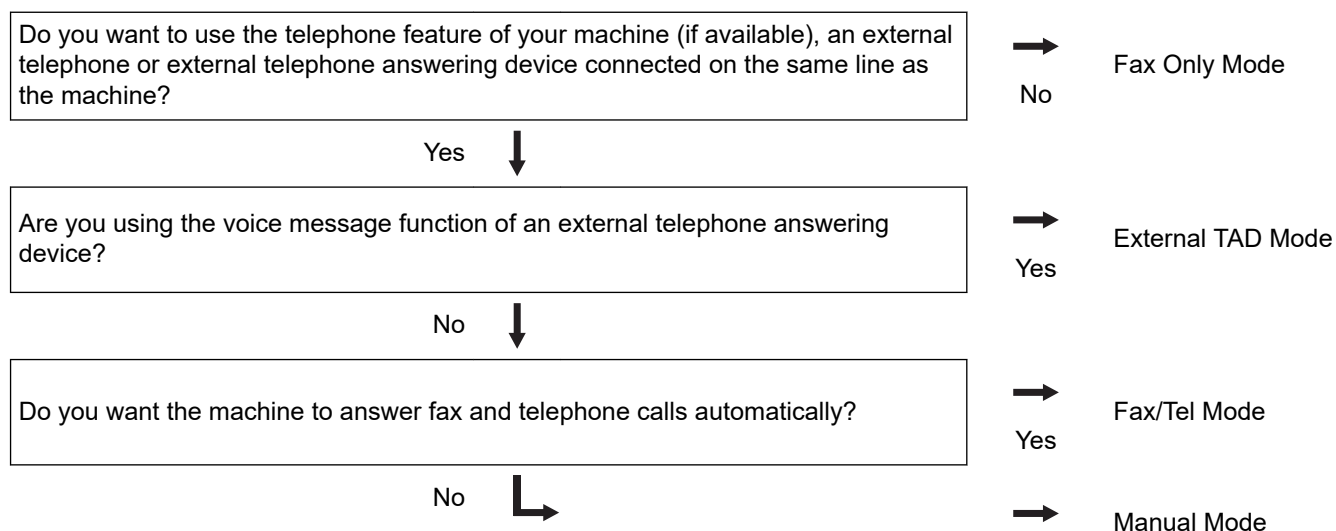 Do you want to use the telephone feature of your machine (if available), an external
telephone or external telephone answering device connected on the same line as
the machine?
No
Fax Only Mode
Yes
Are you using the voice message function of an external telephone answering
device?
Yes
External TAD Mode
No
Do you want the machine to answer fax and telephone calls automatically?
Yes
Fax/Tel Mode
No
Manual Mode